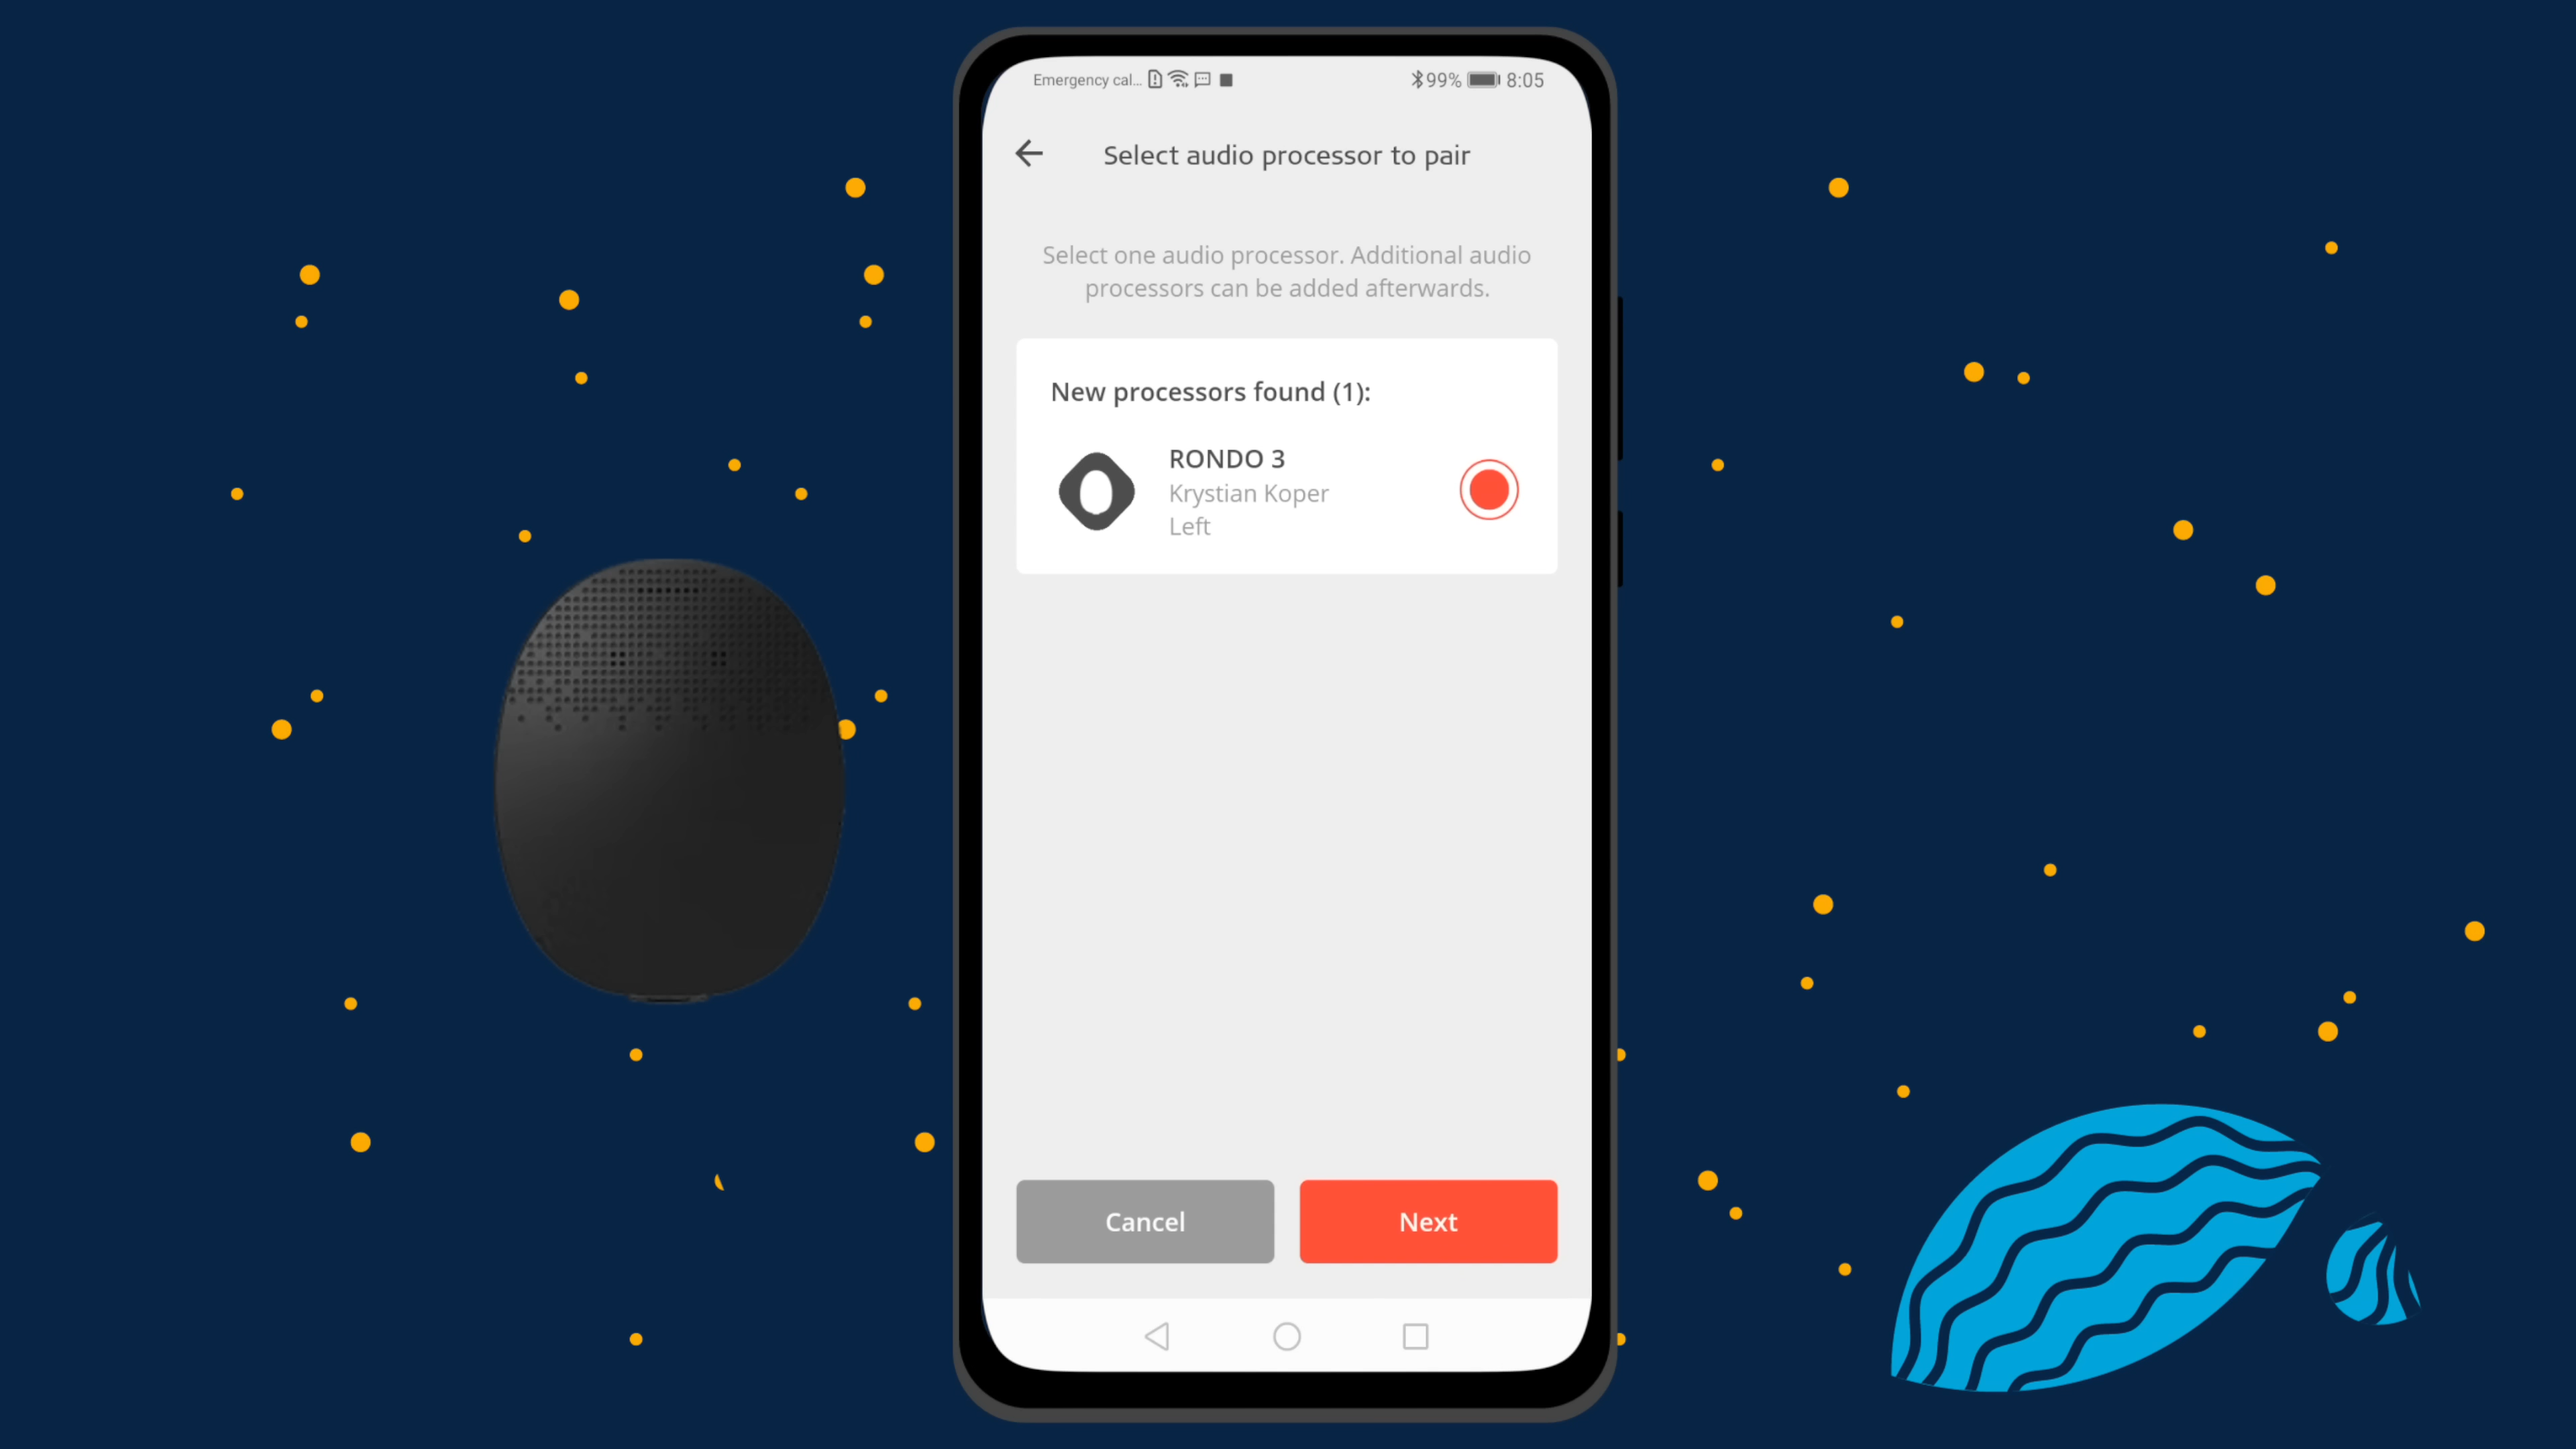 Emergency cal... 99% 8:05
Select audio processor to pair
Select one audio processor. Additional audio
processors can be added afterwards.
New processors found (1):
RONDO 3
Krystian Koper
Left
Cancel Next